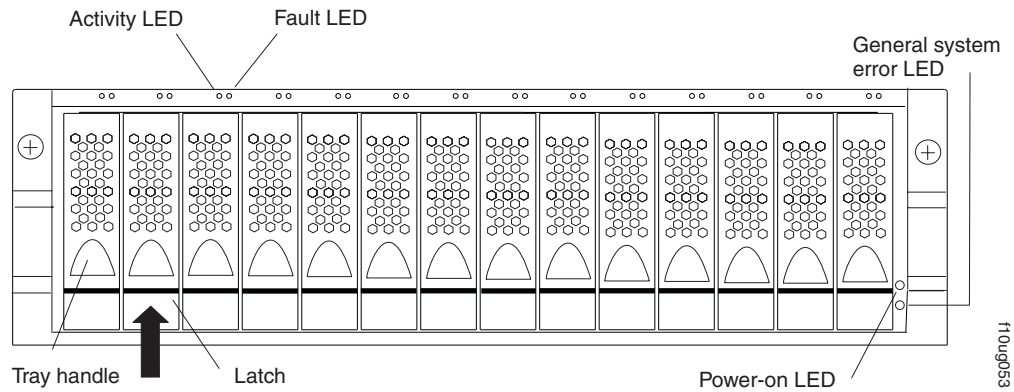 Activity LED
Fault LED
General system
error LED
Tray handle
Latch
Power-on LED
f10ug053